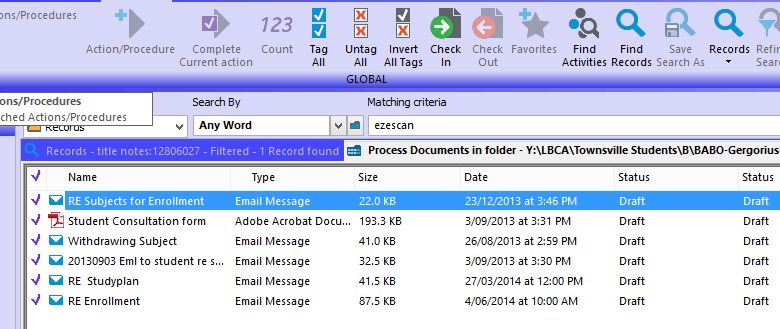 ons/Procedures
Action/Procedure
Complete
Current action
123
Count
Tag
All
Untag
All
Invert
All Tags
Check
In
Check
Out
Favorites
Find
Activities
Find
Records
Save
Search As
Records
Refin
Sear
GLOBAL
ons/Procedures
ched Actions/Procedures
Records
Search By
Any Word
Matching criteria
ezescan
Records - title notes:12806027 - Filtered - 1 Record found
Process Documents in folder - Y:\LBCA\Townsville Students\B\BABO-Gergorius
Name Type Size Date Status Status
RE Subjects for Enrollment Email Message 22.0 KB 23/12/2013 at 3:46 PM Draft Draft
Student Consultation form Adobe Acrobat Docu... 193.3 KB 3/09/2013 at 3:31 PM Draft Draft
Withdrawing Subject Email Message 41.0 KB 26/08/2013 at 2:59 PM Draft Draft
20130903 Eml to student re s... Email Message 32.5 KB 3/09/2013 at 3:30 PM Draft Draft
RE Studyplan Email Message 41.5 KB 27/03/2014 at 12:00 PM Draft Draft
RE Enrollment Email Message 87.5 KB 4/06/2014 at 10:00 AM Draft Draft